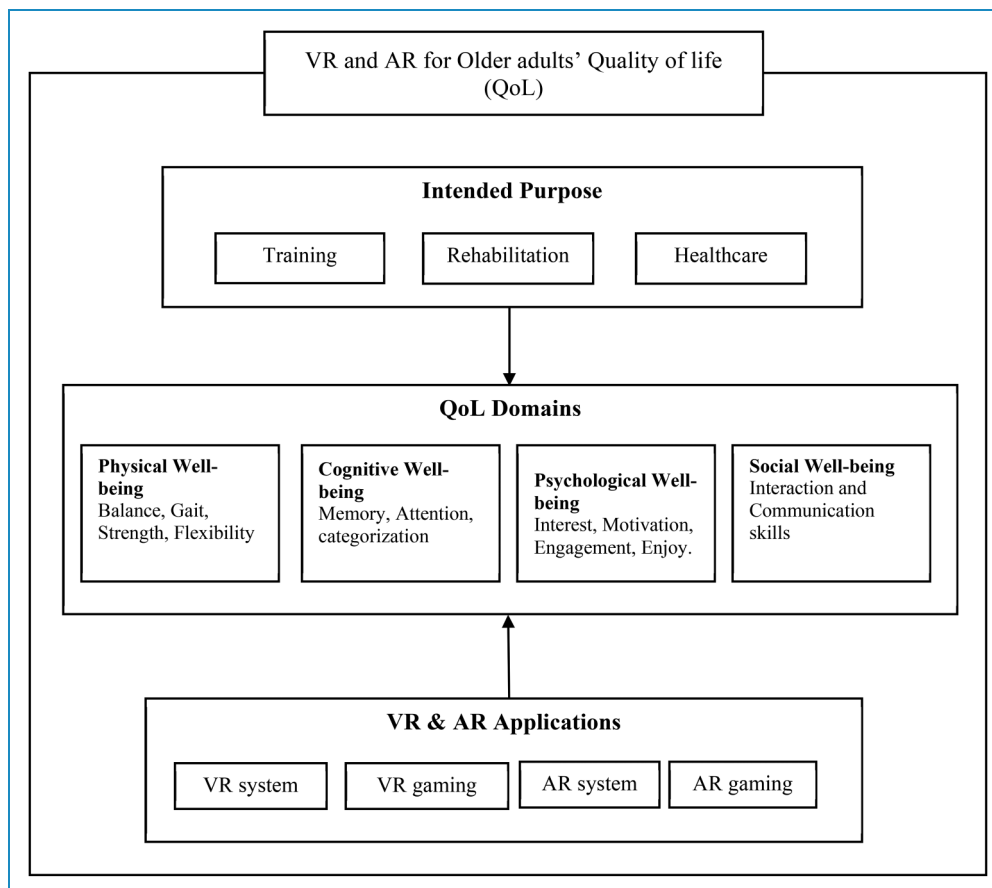 VR and AR for Older adults’ Quality of life
(QoL)
Intended Purpose
Training
Rehabilitation
Healthcare
QoL Domains
Physical Well-
being
Balance, Gait,
Strength, Flexibility
Cognitive Well-
being
Memory, Attention,
categorization
Psychological Well-
being
Interest, Motivation,
Engagement, Enjoy.
Social Well-being
Interaction and
Communication
skills
VR & AR Applications
VR system
VR gaming
AR system
AR gaming